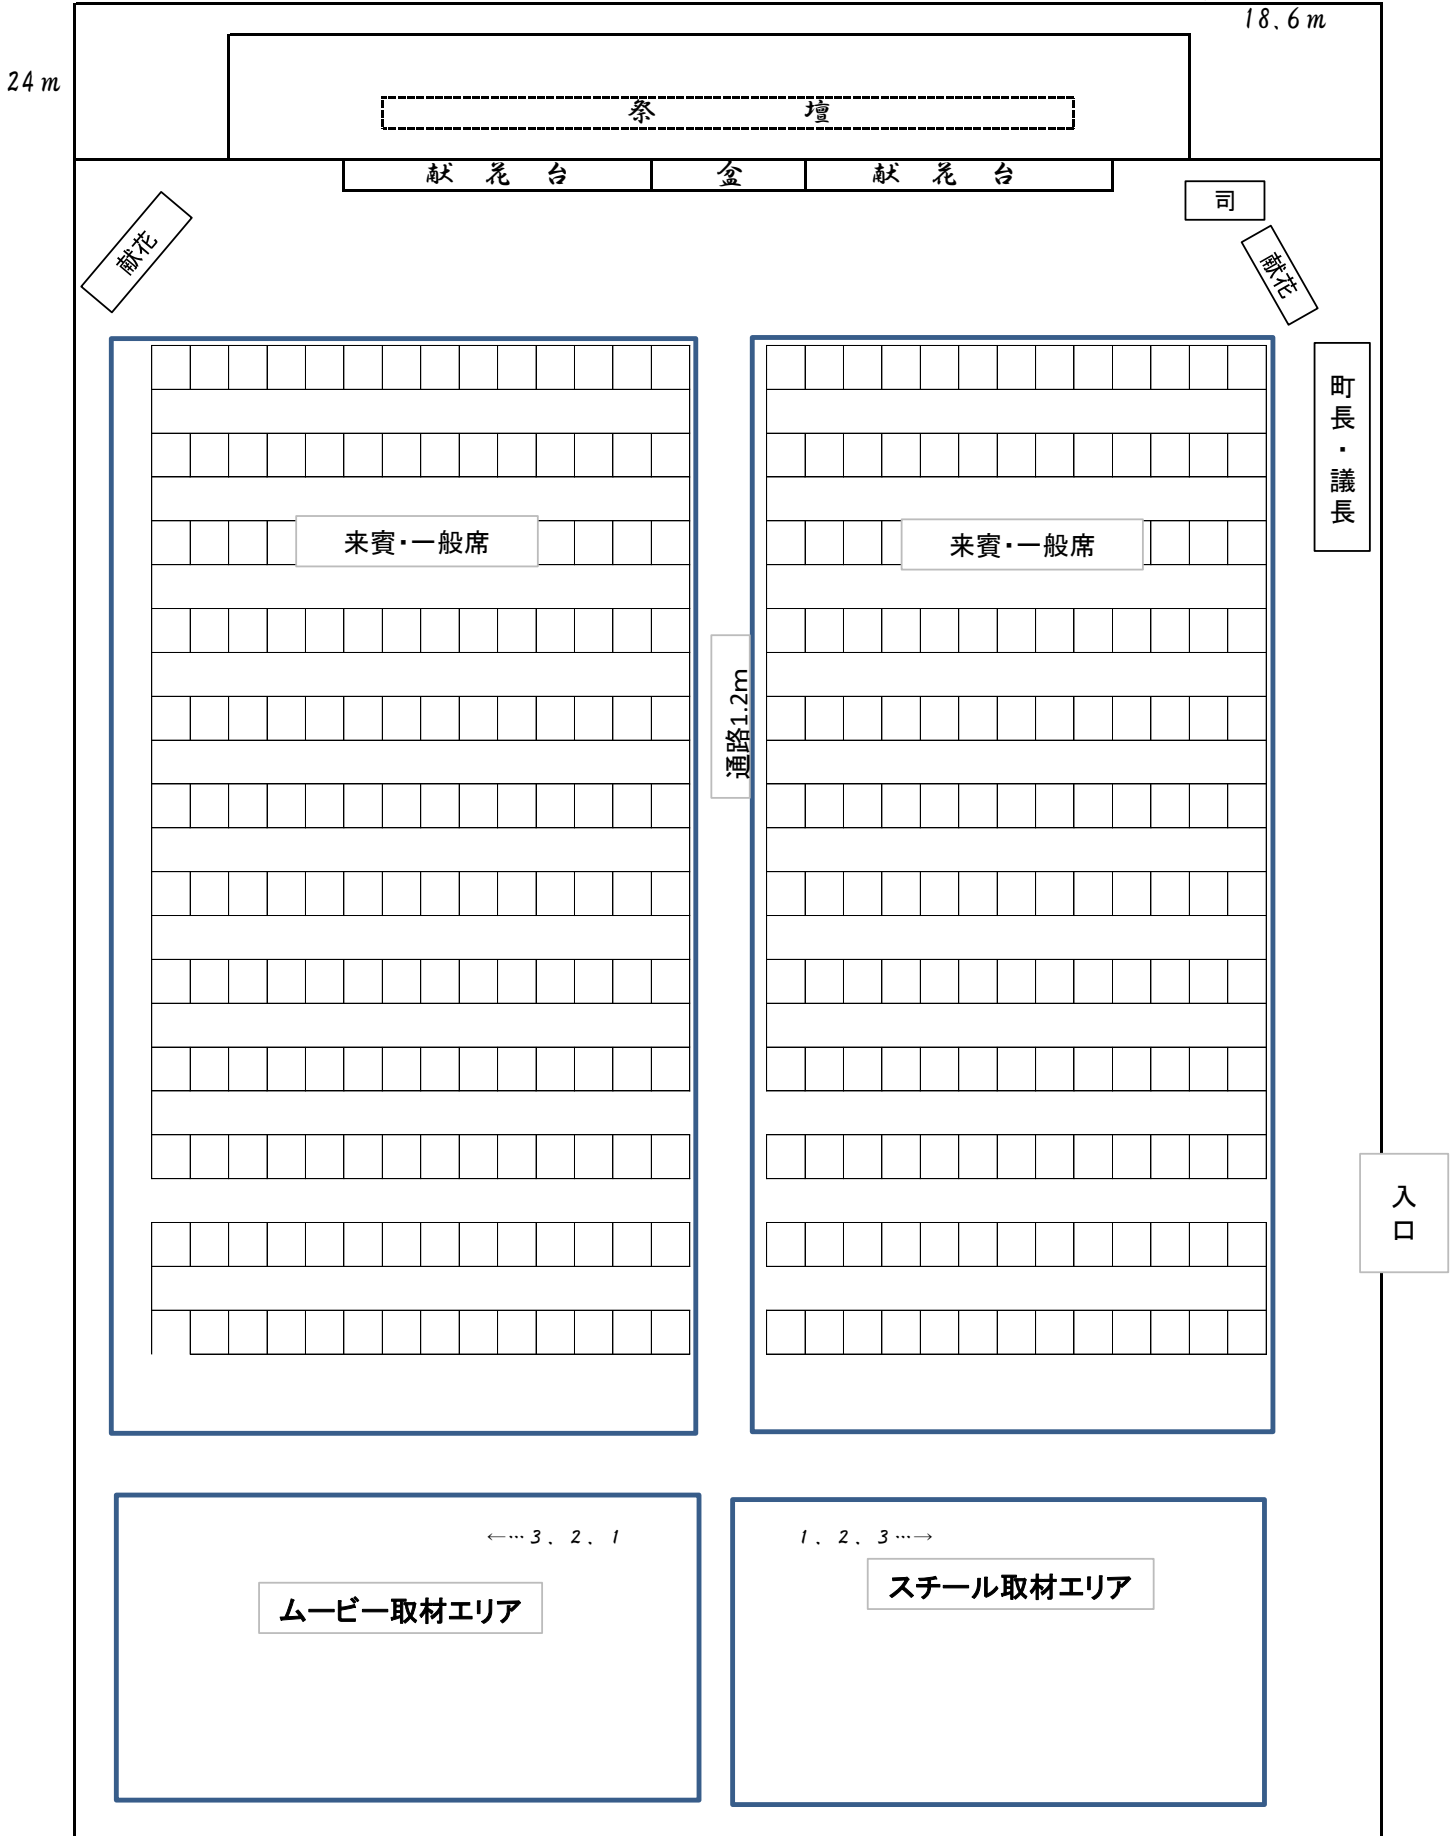 18.6m
24m
祭壇
献花台
盆
献花台
司
献花
献花
町長・議長
来賓・一般席
来賓・一般席
通路1.2m
入口
←…3．2．1
1．2．3…→
ムービー取材エリア
スチール取材エリア